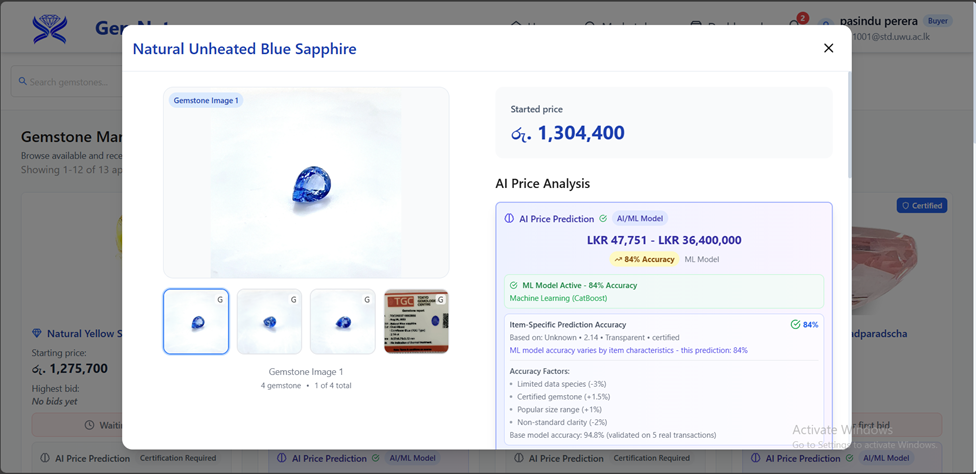 pasindu perera Buyer
2
1001@std.uwu.ac.lk
Search gemstones...
Gemstone Mar
Browse available and rece
Showing 1-12 of 13 ap
Natural Yellow S
Starting price:
රු. 1,275,700
Highest bid:
No bids yet
AI Price Prediction Certification Required
Natural Unheated Blue Sapphire
Gemstone Image 1
G
G
G
G
TGC
Gemstone Image 1
4 gemstone • 1 of 4 total
Started price
රු. 1,304,400
AI Price Analysis
AI Price Prediction AI/ML Model
LKR 47,751 - LKR 36,400,000
84% Accuracy ML Model
ML Model Active - 84% Accuracy
Machine Learning (CatBoost)
Item-Specific Prediction Accuracy 84%
Based on: Unknown • 2.14 • Transparent • certified
ML model accuracy varies by item characteristics - this prediction: 84%
Accuracy Factors:
• Limited data species (-3%)
• Certified gemstone (+1.5%)
• Popular size range (+1%)
• Non-standard clarity (-2%)
Base model accuracy: 94.8% (validated on 5 real transactions)
Certified
dparadscha
first bid
Activate Windows
Go to Settings to activate Windows.
AI Price Prediction AI/ML Model
AI Price Prediction Certification Required
AI Price Prediction AI/ML Model